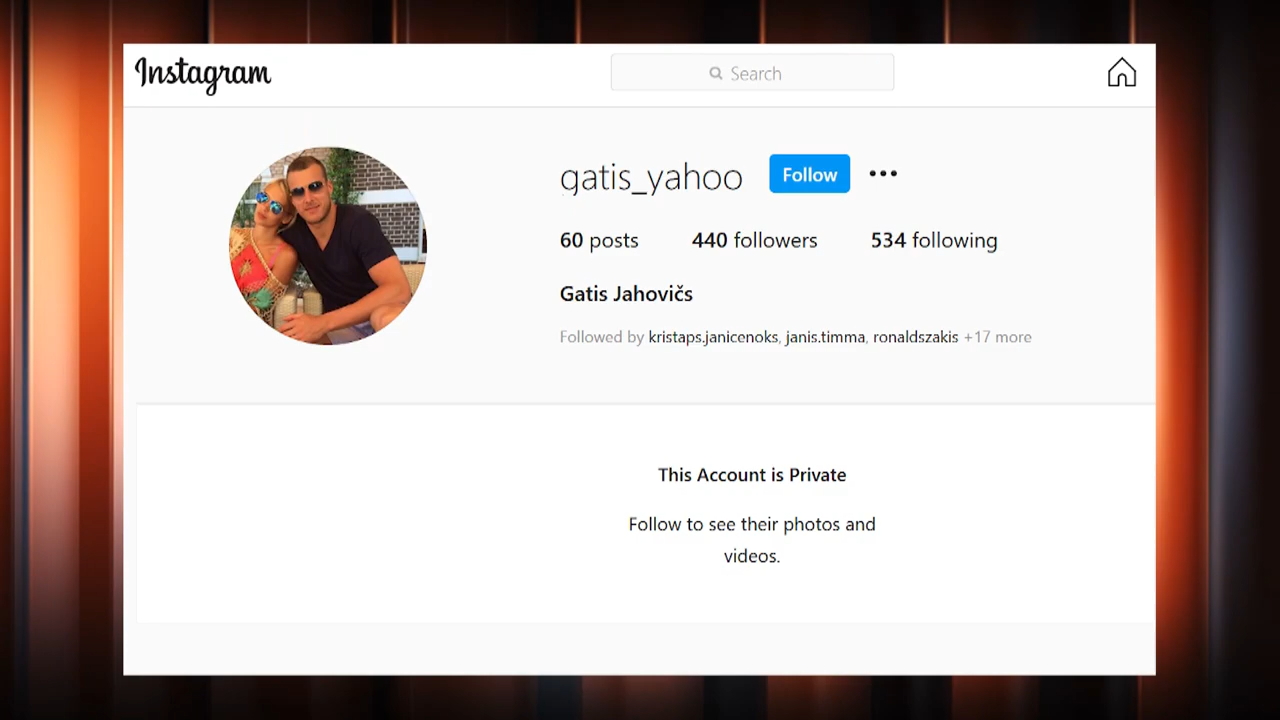 Instagram
Search
gatis_yahoo Follow
60 posts 440 followers 534 following
Gatis Jahovičs
Followed by kristaps.janicenoks, janis.timma, ronaldszakis +17 more
This Account is Private
Follow to see their photos and
videos.